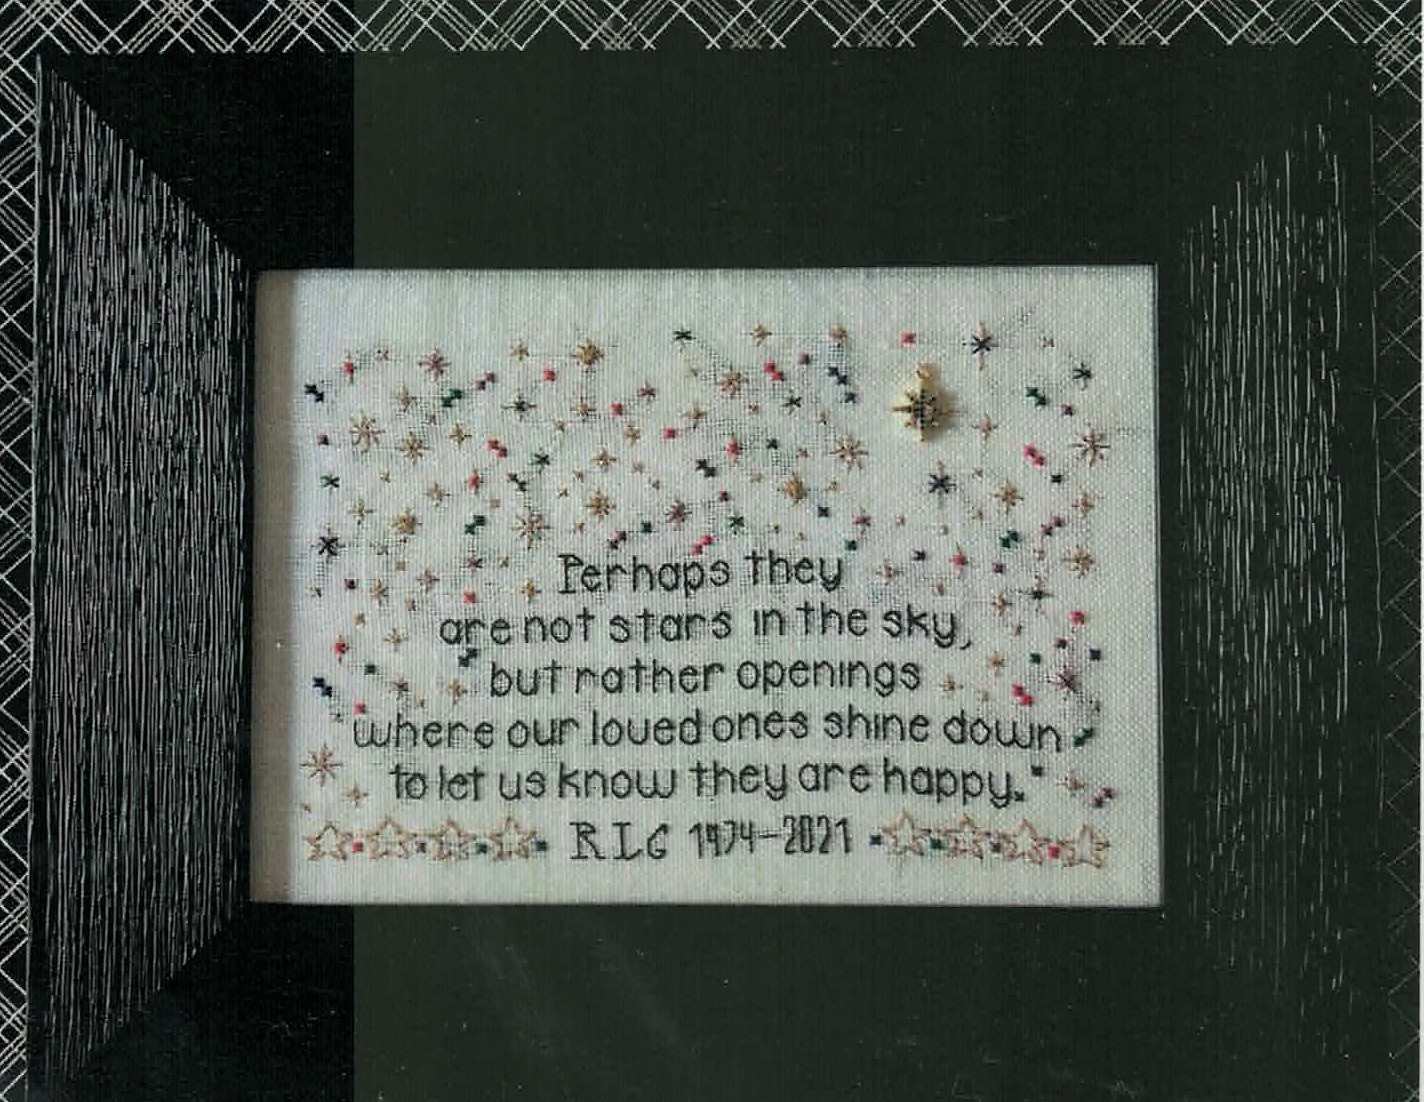 Perhaps they
are not stars in the sky,
but rather openings
where our loved ones shine down
to let us know they are happy."
RLG 1974-2021